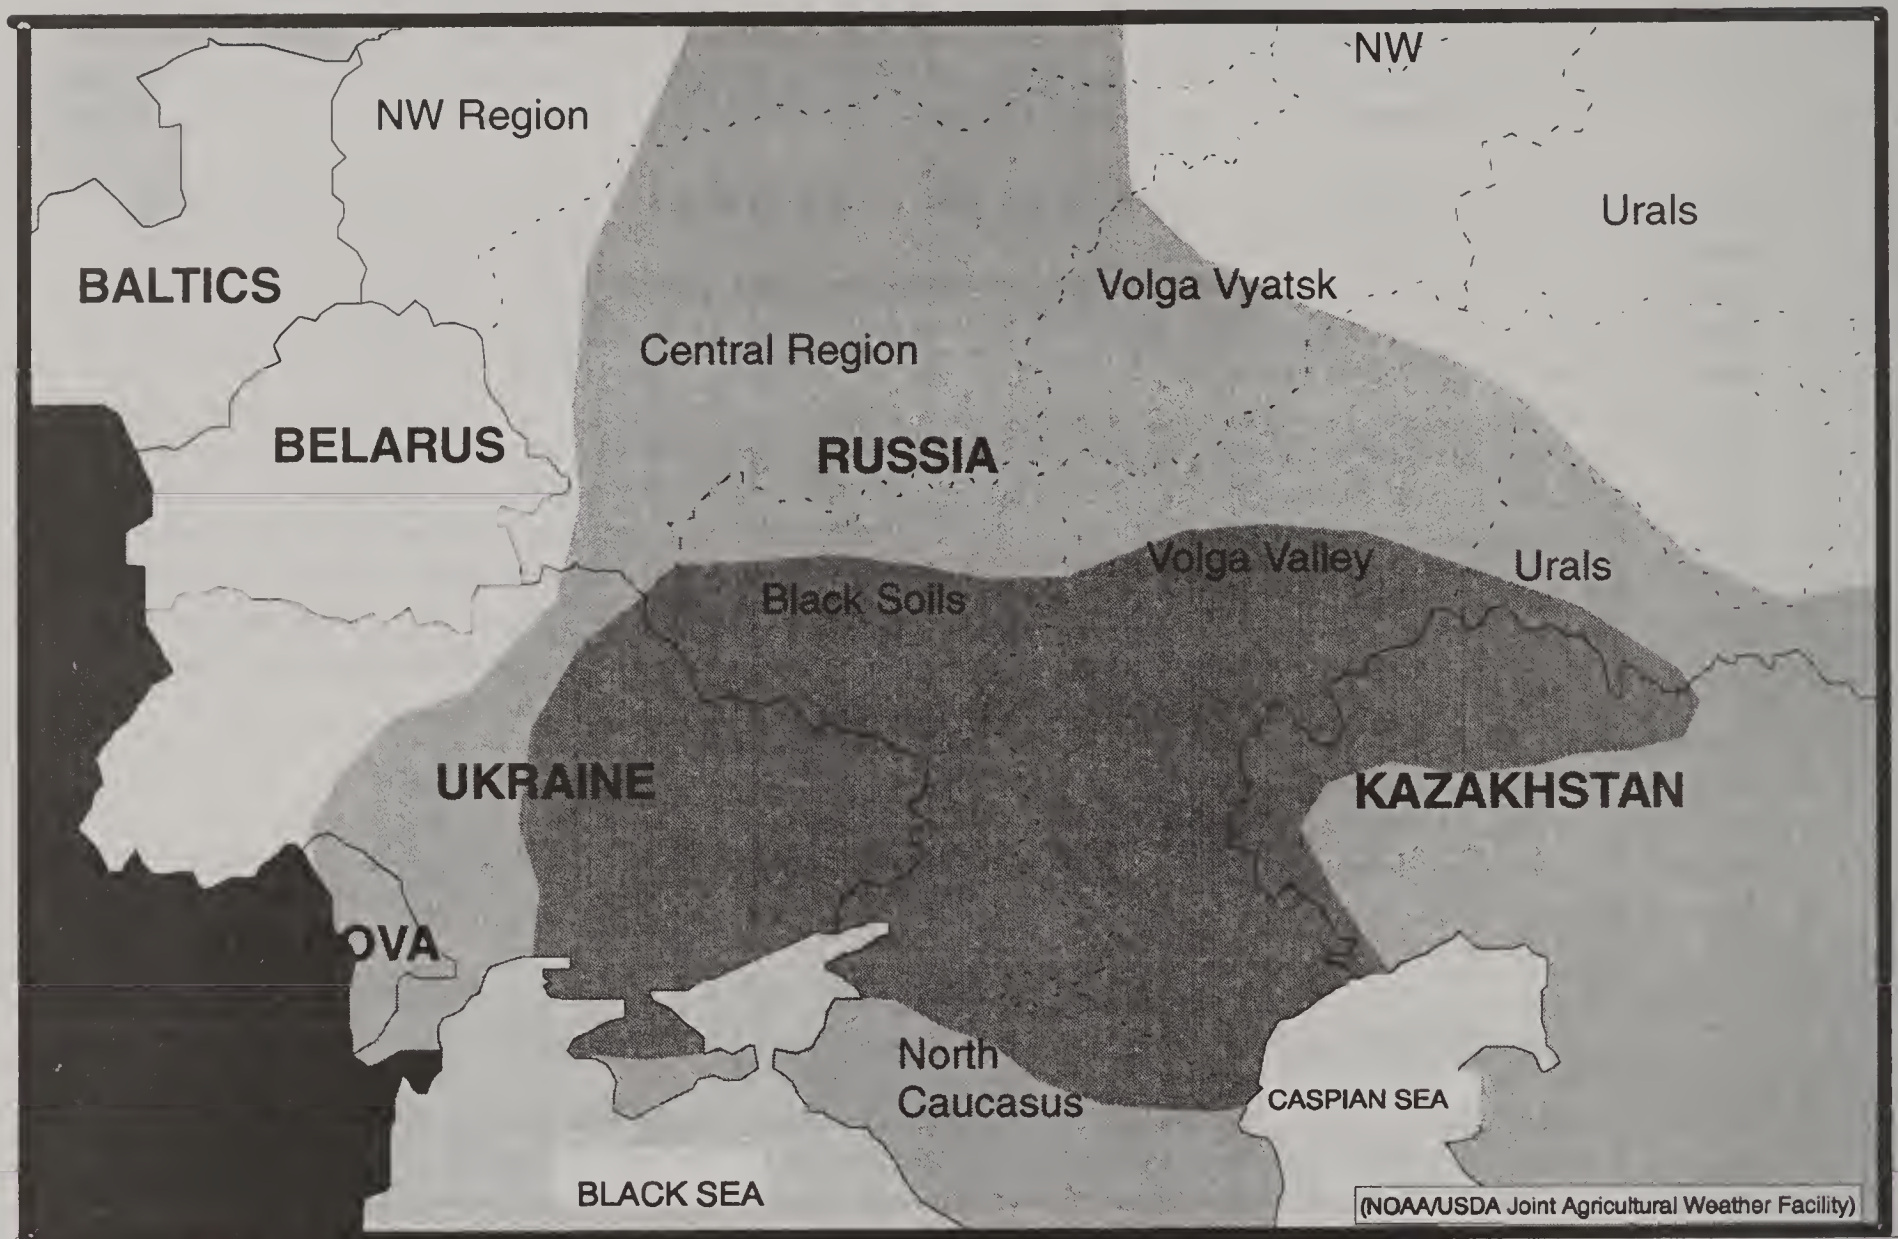 NW
NW Region
Urals
BALTICS
Volga Vyatsk
Central Region
BELARUS
RUSSIA
Volga Valley
Urals
Black Soils
UKRAINE
KAZAKHSTAN
OVA
North
Caucasus
CASPIAN SEA
BLACK SEA
(NOAA/USDA Joint Agricultural Weather Facility)